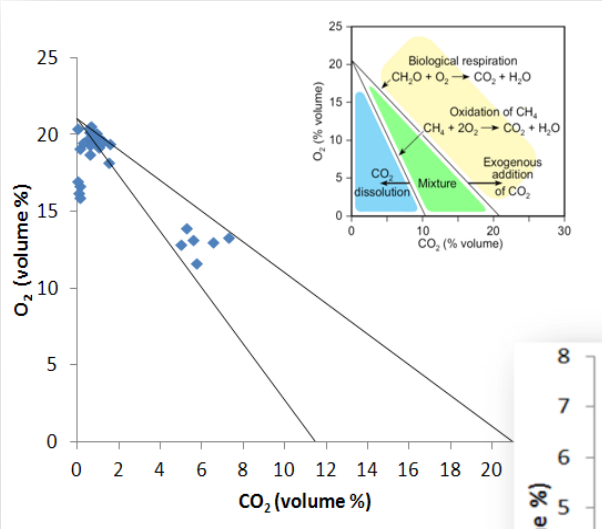 25
20
15
10
5
0
O₂ (volume %)
0 2 4 6 8 10 12 14 16 18 20
CO₂ (volume %)
25
20
15
10
5
0
O₂ (% volume)
Biological respiration
CH₂O + O₂ → CO₂ + H₂O
Oxidation of CH₄
CH₄ + 2O₂ → CO₂ + H₂O
Exogenous
addition
of CO₂
CO₂
dissolution
Mixture
0 10 20 30
CO₂ (% volume)
8
7
6
5
e %)